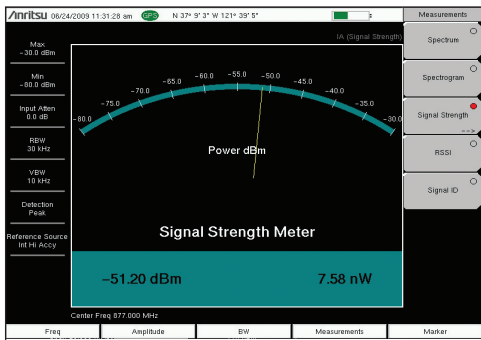 Anritsu 06/24/2009 11:31:28 am GPS N 37° 9' 3" W 121° 39' 5"
Measurements
IA (Signal Strength)
Max
-30.0 dBm
Min
-80.0 dBm
Input Atten
0.0 dB
RBW
30 kHz
VBW
10 kHz
Detection
Peak
Reference Source
Int Hi Accy
-80.0
-75.0
-70.0
-65.0
-60.0
-55.0
-50.0
-45.0
-40.0
-35.0
-30.0
Power dBm
Signal Strength Meter
-51.20 dBm
7.58 nW
Center Freq 877.000 MHz
Spectrum
Spectrogram
Signal Strength
-->
RSSI
Signal ID
Freq
Amplitude
BW
Measurements
Marker